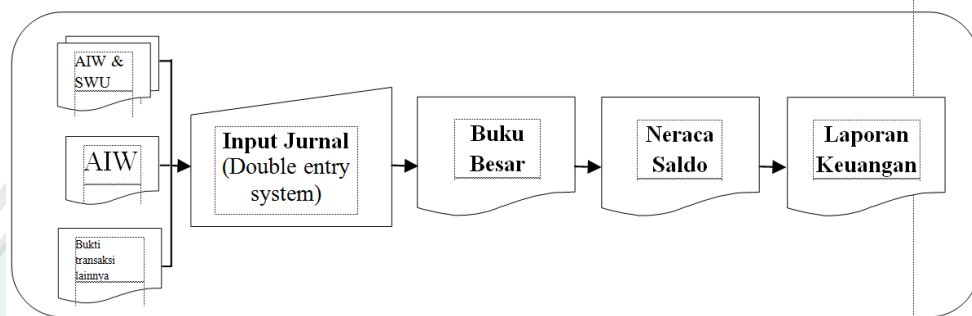 AIW &
SWU
AIW
Bukti
transaksi
lainnya
Input Jurnal
(Double entry
system)
Buku
Besar
Neraca
Saldo
Laporan
Keuangan